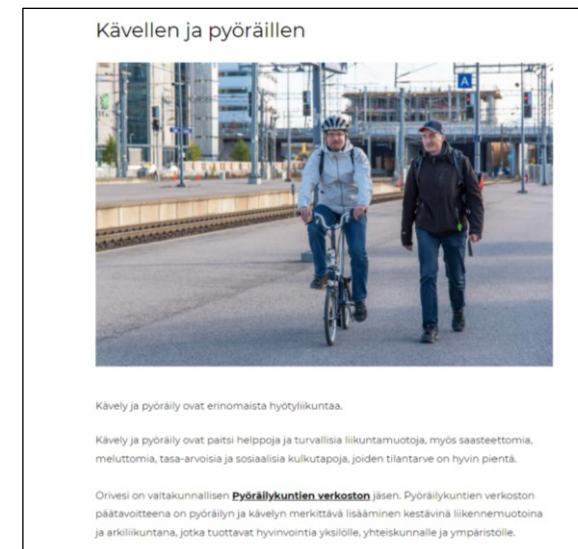 Kävellen ja pyöräillen
A
Kävely ja pyöräily ovat erinomaista hyötyliikuntaa.
Kävely ja pyöräily ovat paitsi helppoja ja turvallisia liikuntamuotoja, myös saasteettomia,
meluttomia, tasa-arvoisia ja sosiaalisia kulkutapoja, joiden tilantarve on hyvin pientä.
Orivesi on valtakunnallisen Pyöräilykuntien verkoston jäsen. Pyöräilykuntien verkoston
päätavoitteena on pyöräilyn ja kävelyn merkittävä lisääminen kestävinä liikennemuotoina
ja arkiliikuntana, jotka tuottavat hyvinvointia yksilölle, yhteiskunnalle ja ympäristölle.